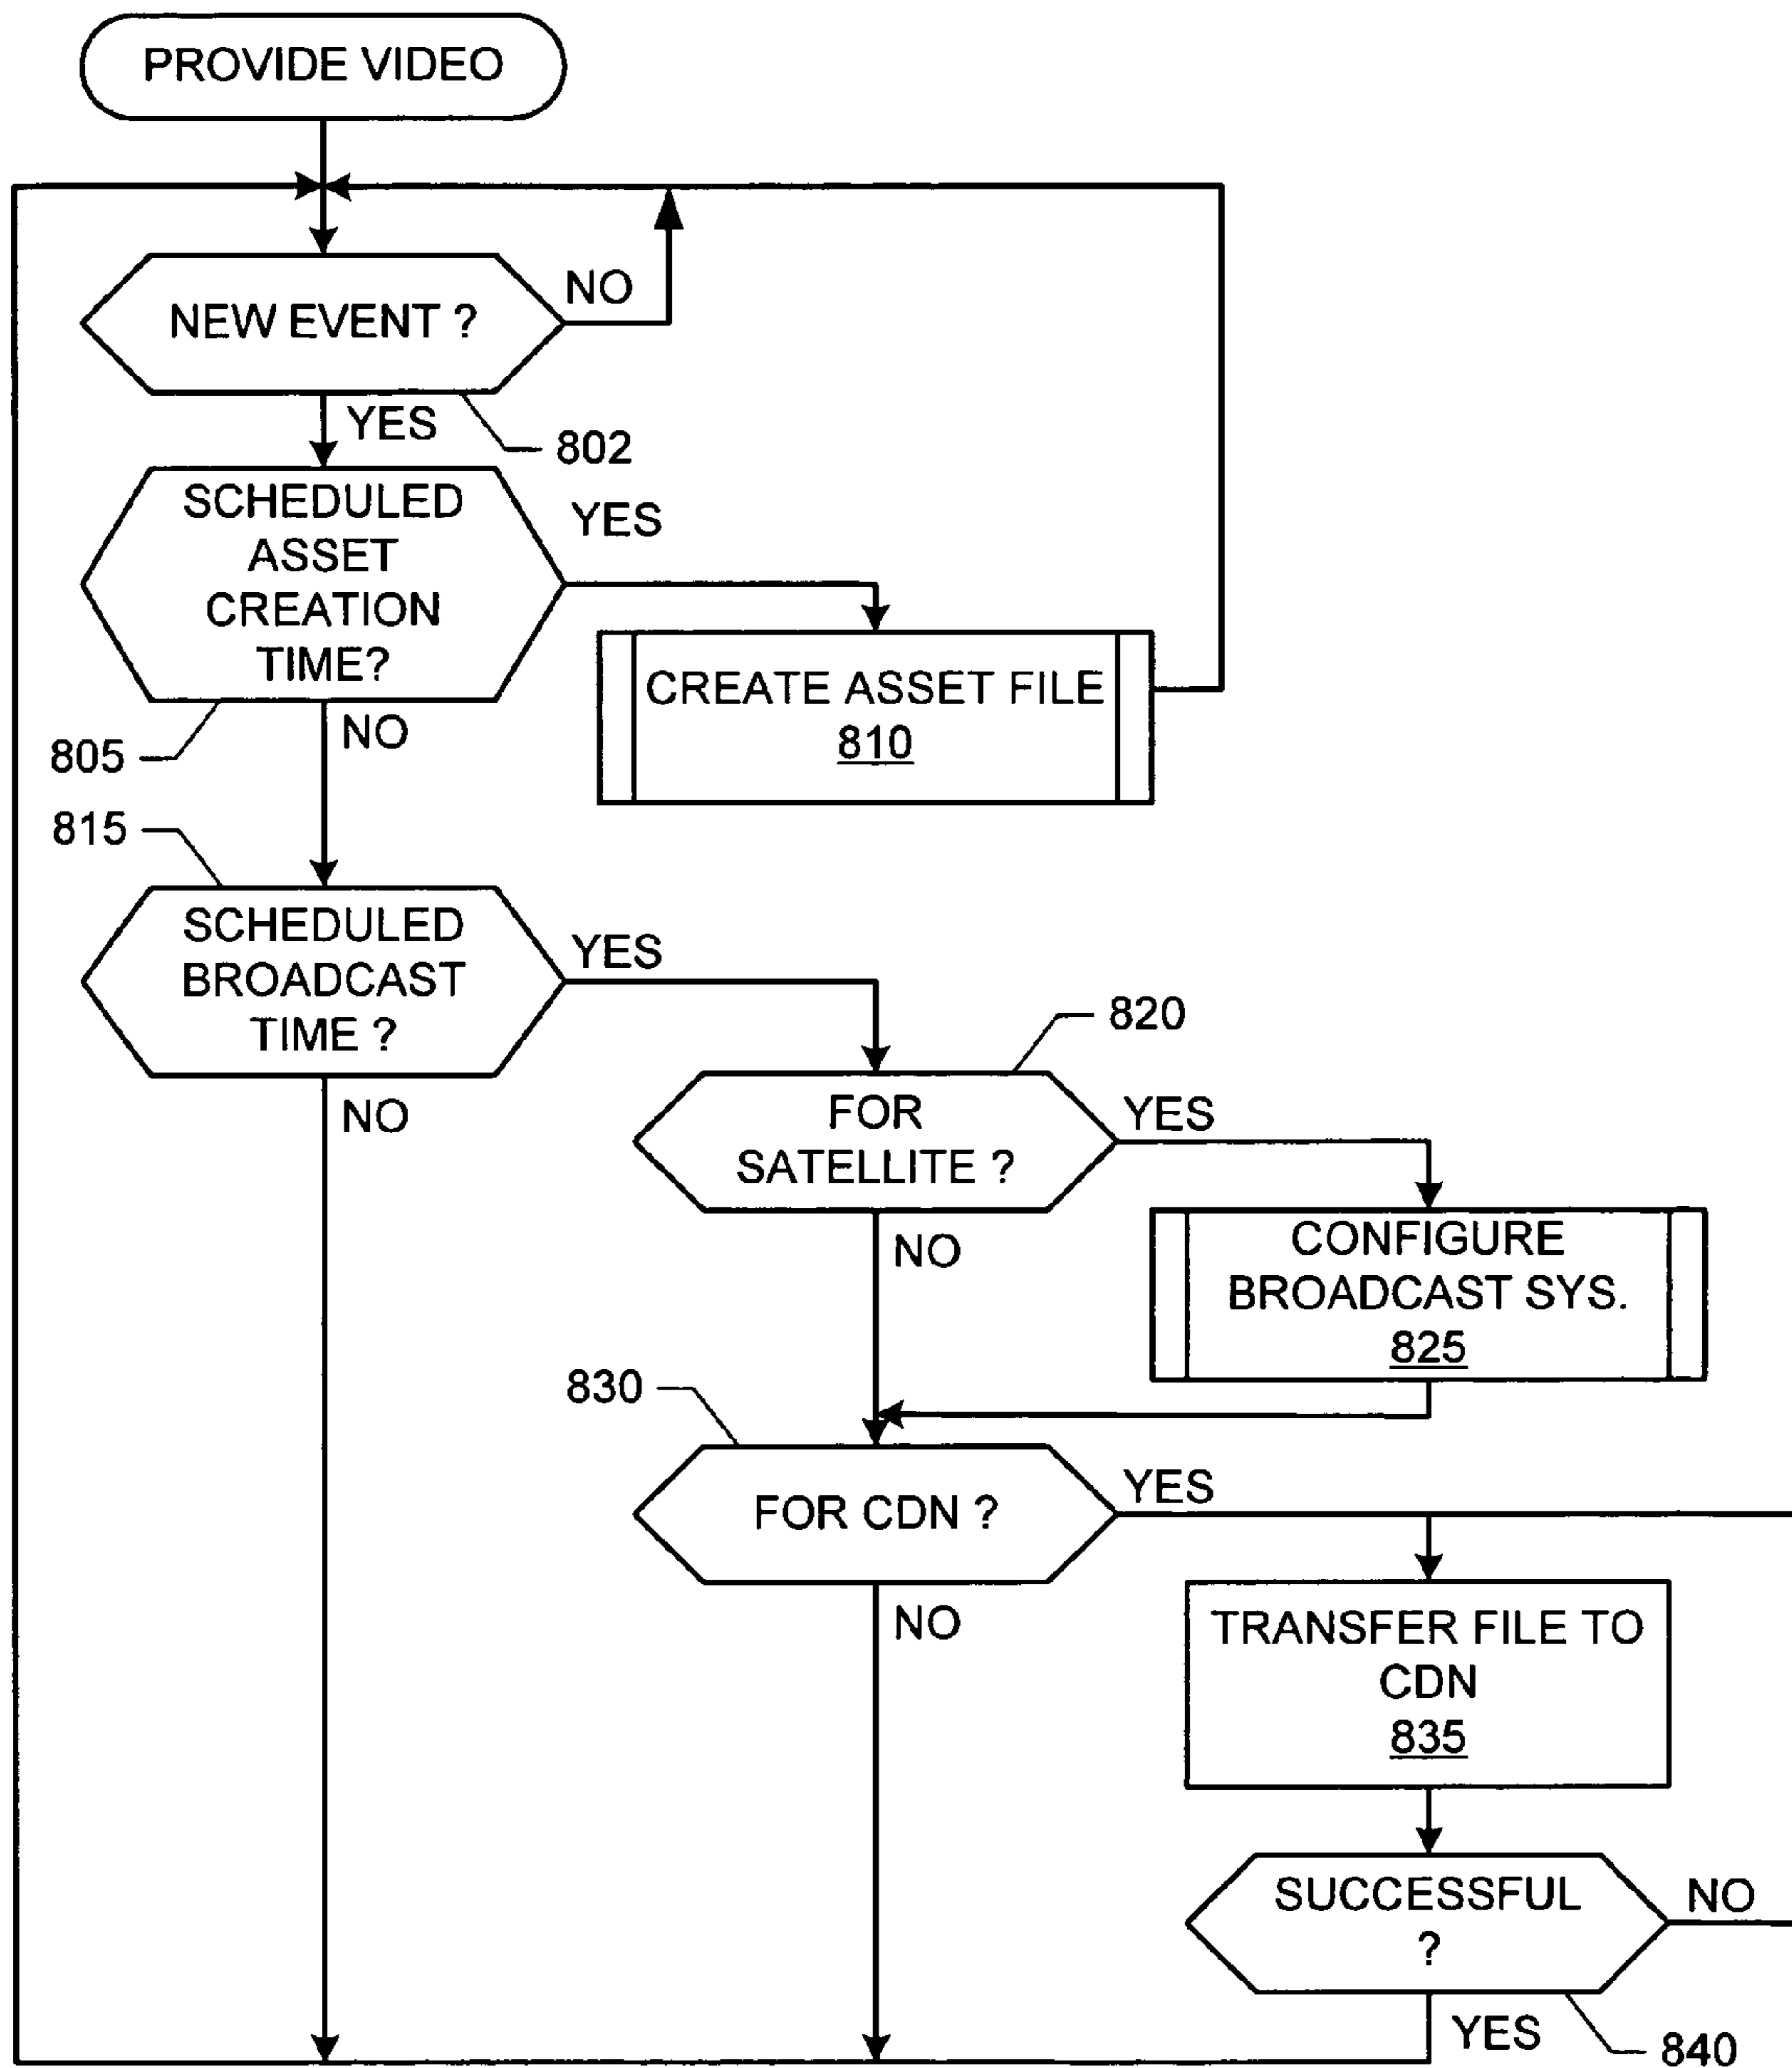 PROVIDE VIDEO
NEW EVENT ?
NO
YES
802
SCHEDULED
ASSET
CREATION
TIME?
YES
NO
805
CREATE ASSET FILE
810
815
SCHEDULED
BROADCAST
TIME ?
YES
NO
820
FOR
SATELLITE ?
YES
NO
CONFIGURE
BROADCAST SYS.
825
830
FOR CDN ?
YES
NO
TRANSFER FILE TO
CDN
835
SUCCESSFUL
?
NO
YES
840